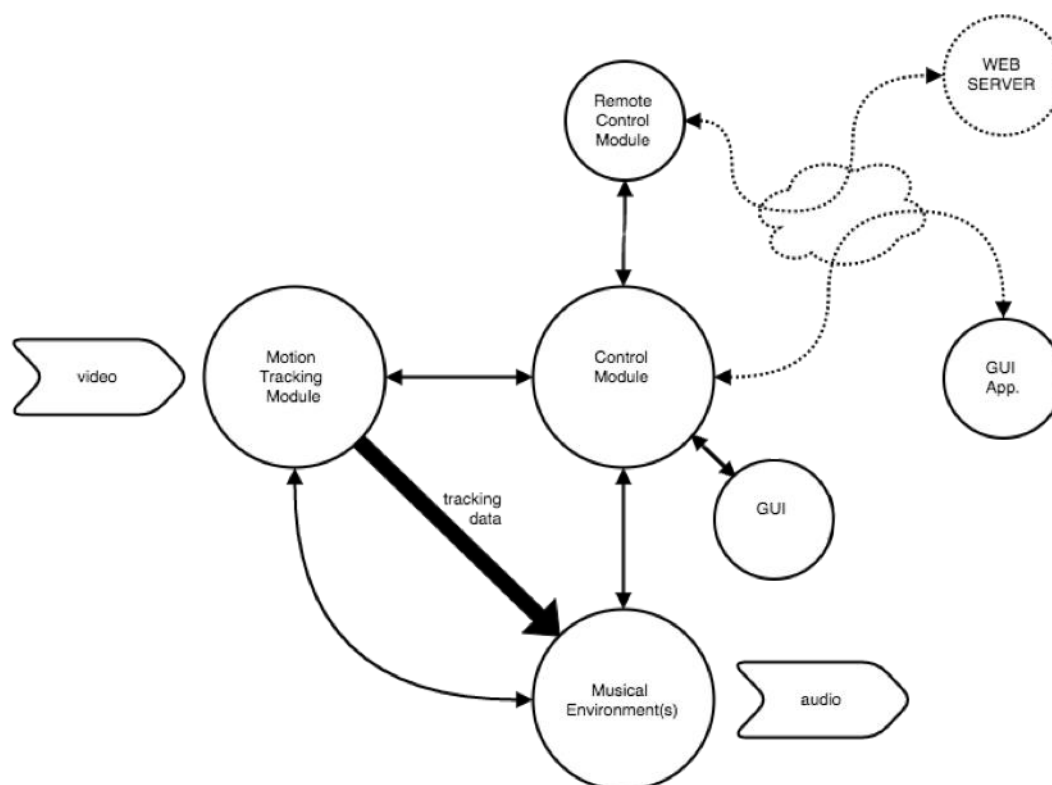 WEB
SERVER
Remote
Control
Module
video
Motion
Tracking
Module
Control
Module
GUI
App.
tracking
data
GUI
Musical
Environment(s)
audio